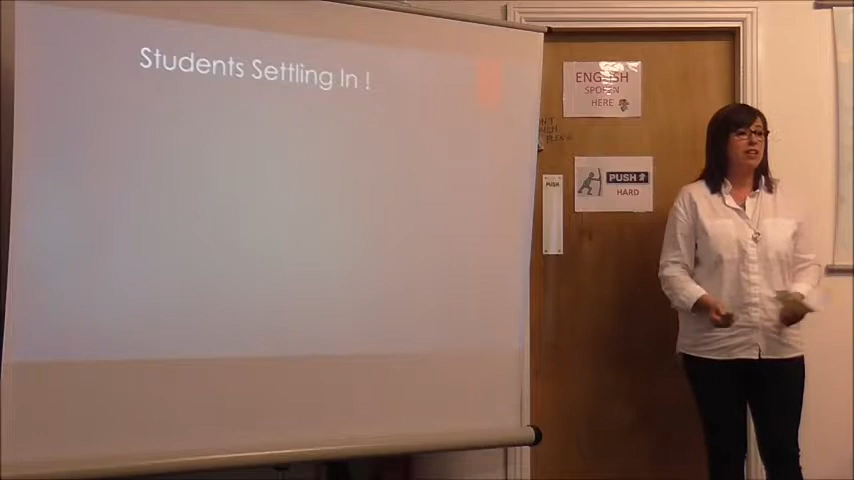 Students Settling In !
ENGLISH
SPOKEN
HERE
PUSH
PUSH
HARD